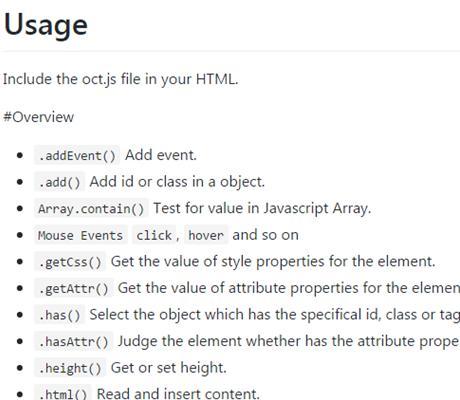 Usage
Include the oct.js file in your HTML.
#Overview
.addEvent() Add event.
.add() Add id or class in a object.
Array.contain() Test for value in Javascript Array.
Mouse Events click , hover and so on
.getCss() Get the value of style properties for the element.
.getAttr() Get the value of attribute properties for the elemen
.has() Select the object which has the specifical id, class or tag
.hasAttr() Judge the element whether has the attribute prope
.height() Get or set height.
.html() Read and insert content.